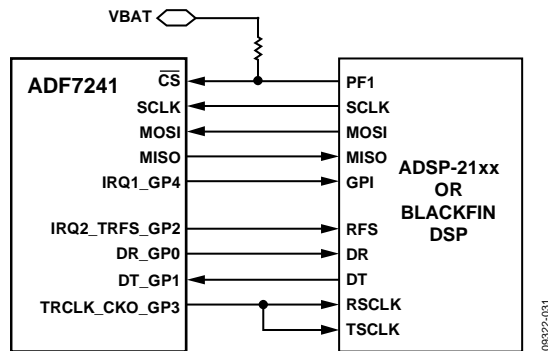 VBAT
ADF7241
CS
SCLK
MOSI
MISO
IRQ1_GP4
IRQ2_TRFS_GP2
DR_GP0
DT_GP1
TRCLK_CKO_GP3
PF1
SCLK
MOSI
MISO
GPI
RFS
DR
DT
RSCLK
TSCLK
ADSP-21xx
OR
BLACKFIN
DSP
09322-031